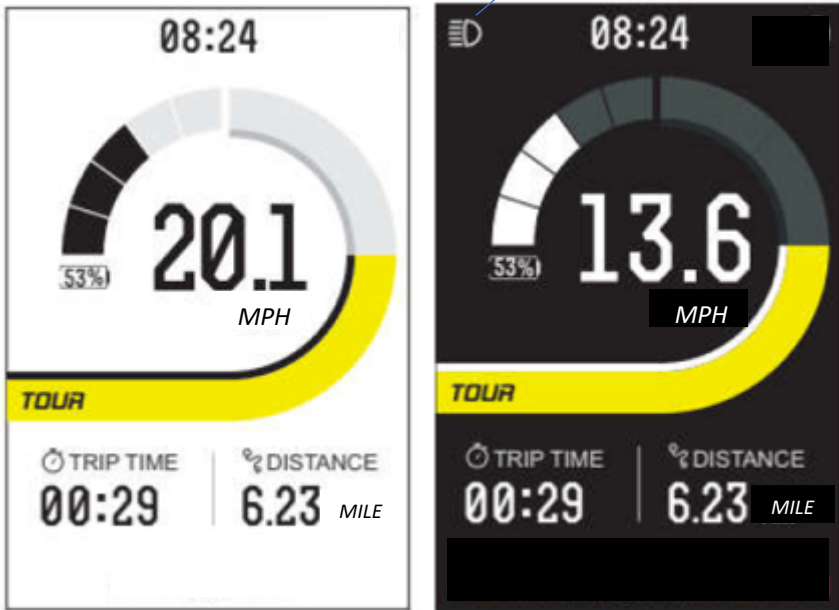 08:24
20.1
53%
MPH
TOUR
TRIP TIME
DISTANCE
00:29
6.23 MILE
08:24
13.6
53%
MPH
TOUR
TRIP TIME
DISTANCE
00:29
6.23 MILE